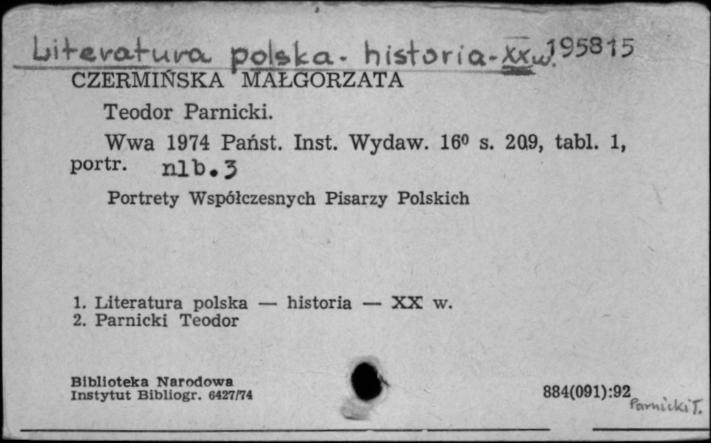 Literatura polska - historia - XX w. 195815
CZERMIŃSKA MAŁGORZATA
Teodor Parnicki.
Wwa 1974 Państ. Inst. Wydaw. 16⁰ s. 209, tabl. 1,
portr. nlb. 3
Portrety Współczesnych Pisarzy Polskich
1. Literatura polska — historia — XX w.
2. Parnicki Teodor
Biblioteka Narodowa
Instytut Bibliogr. 6427/74
884(091):92
Parnicki T.